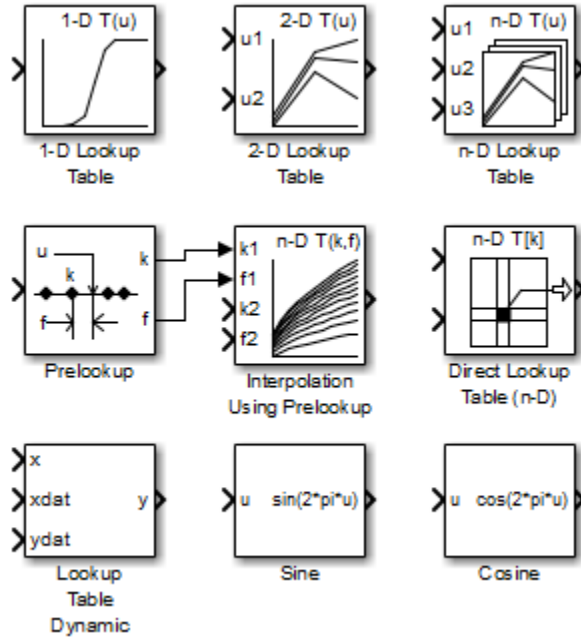 1-D T(u)
1-D Lookup
Table
2-D T(u)
u1
u2
2-D Lookup
Table
n-D T(u)
u1
u2
u3
n-D Lookup
Table
u
k
k
f
f
Prelookup
n-D T(k,f)
k1
f1
k2
f2
Interpolation
Using Prelookup
n-D T[k]
Direct Lookup
Table (n-D)
x
xdat
y
ydat
Lookup
Table
Dynamic
u sin(2*pi*u)
Sine
u cos(2*pi*u)
Cosine